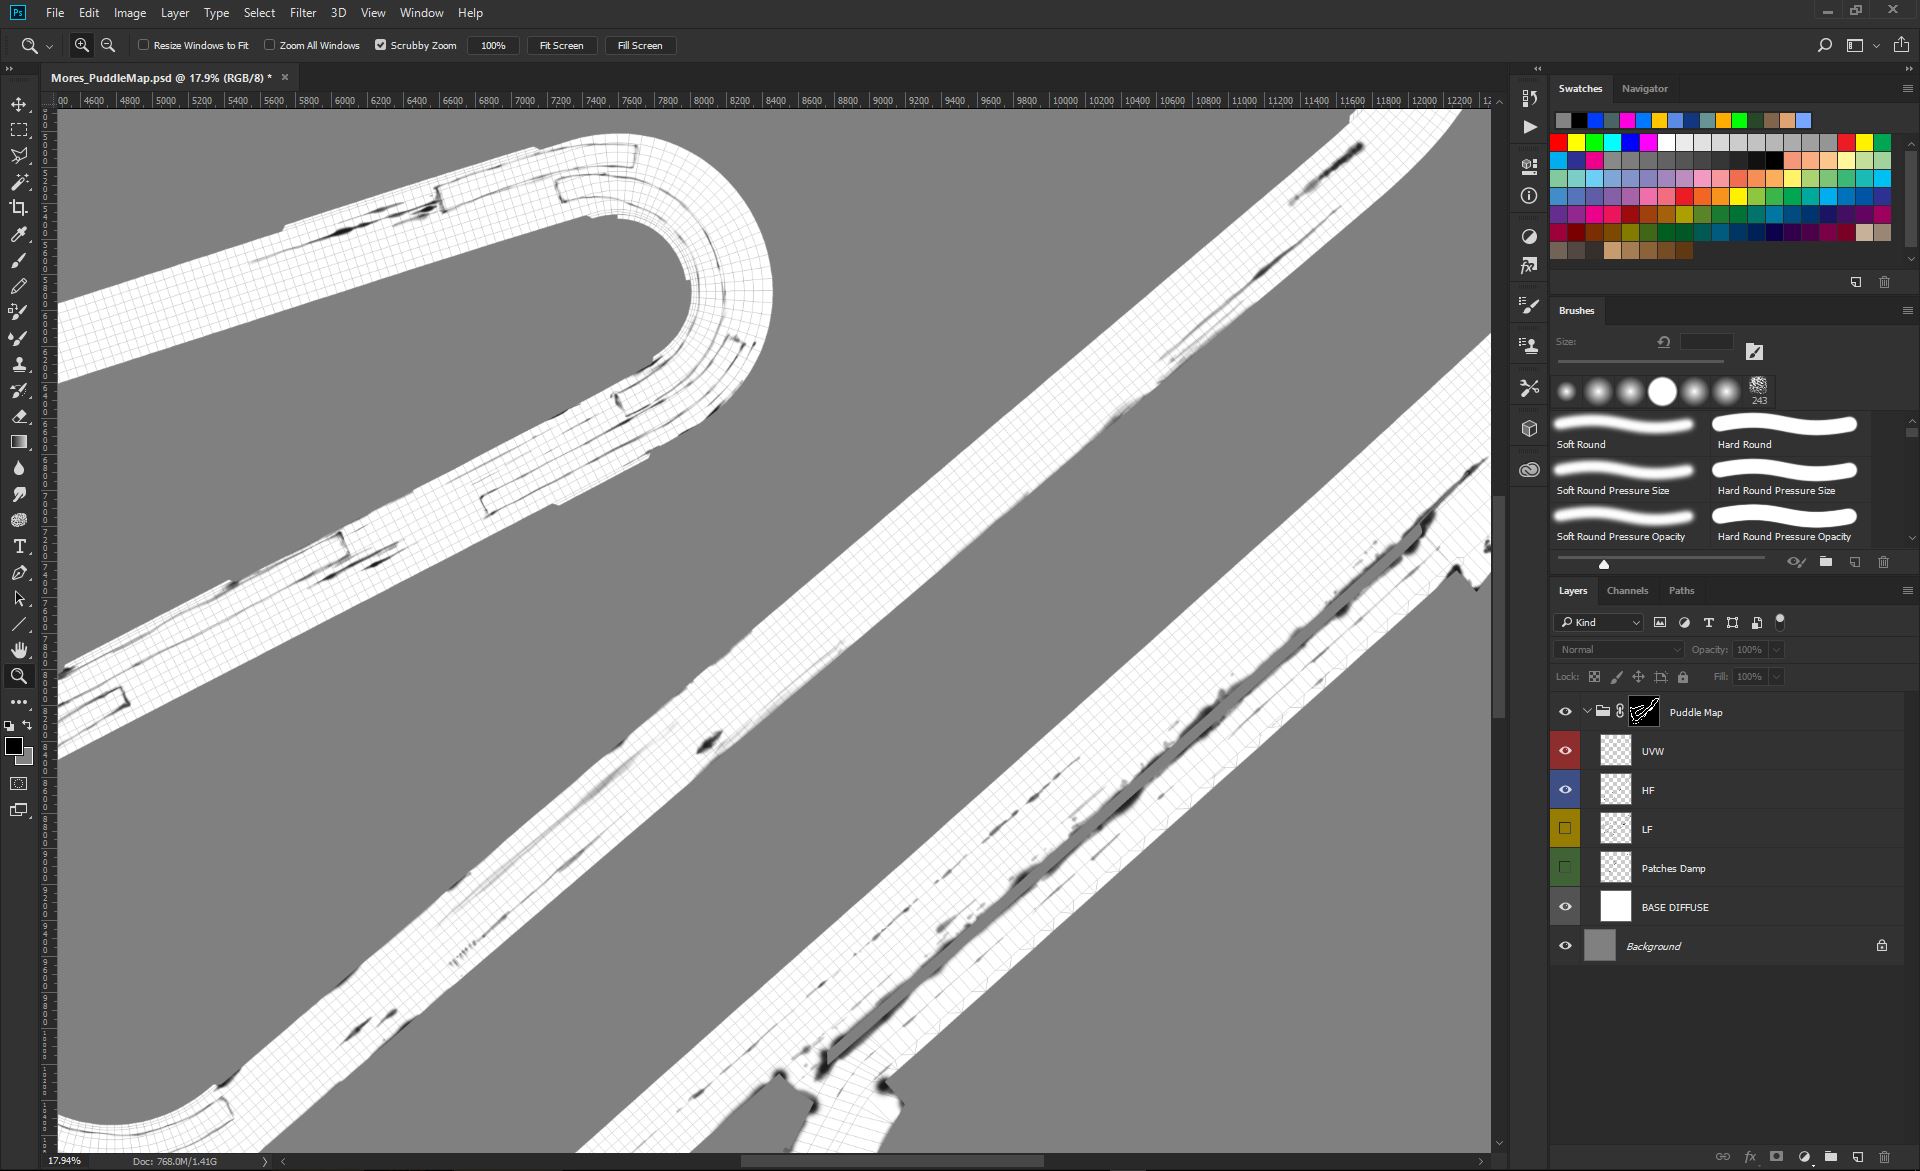 Ps File Edit Image Layer Type Select Filter 3D View Window Help
Resize Windows to Fit Zoom All Windows Scrubby Zoom 100% Fit Screen Fill Screen
Mores_PuddleMap.psd @ 17.9% (RGB/8) * ×
00 4600 4800 5000 5200 5400 5600 5800 6000 6200 6400 6600 6800 7000 7200 7400 7600 7800 8000 8200 8400 8600 8800 9000 9200 9400 9600 9800 10000 10200 10400 10600 10800 11000 11200 11400 11600 11800 12000 12200 12
Swatches Navigator
Brushes
Size:
243
Soft Round Hard Round
Soft Round Pressure Size Hard Round Pressure Size
Soft Round Pressure Opacity Hard Round Pressure Opacity
Layers Channels Paths
Kind
Normal Opacity: 100%
Lock: Fill: 100%
Puddle Map
UVW
HF
LF
Patches Damp
BASE DIFFUSE
Background
fx
17.94% Doc: 768.0M/1.41G